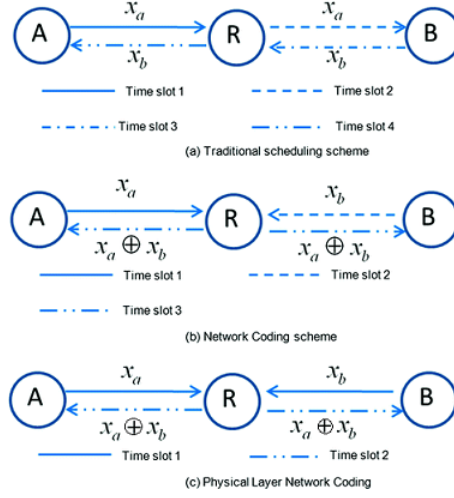 x_a x_a
A R B
x_b x_b
Time slot 1 Time slot 2
Time slot 3 Time slot 4
(a) Traditional scheduling scheme
x_a x_b
A R B
x_a ⊕ x_b x_a ⊕ x_b
Time slot 1 Time slot 2
Time slot 3
(b) Network Coding scheme
x_a x_b
A R B
x_a ⊕ x_b x_a ⊕ x_b
Time slot 1 Time slot 2
(c) Physical Layer Network Coding